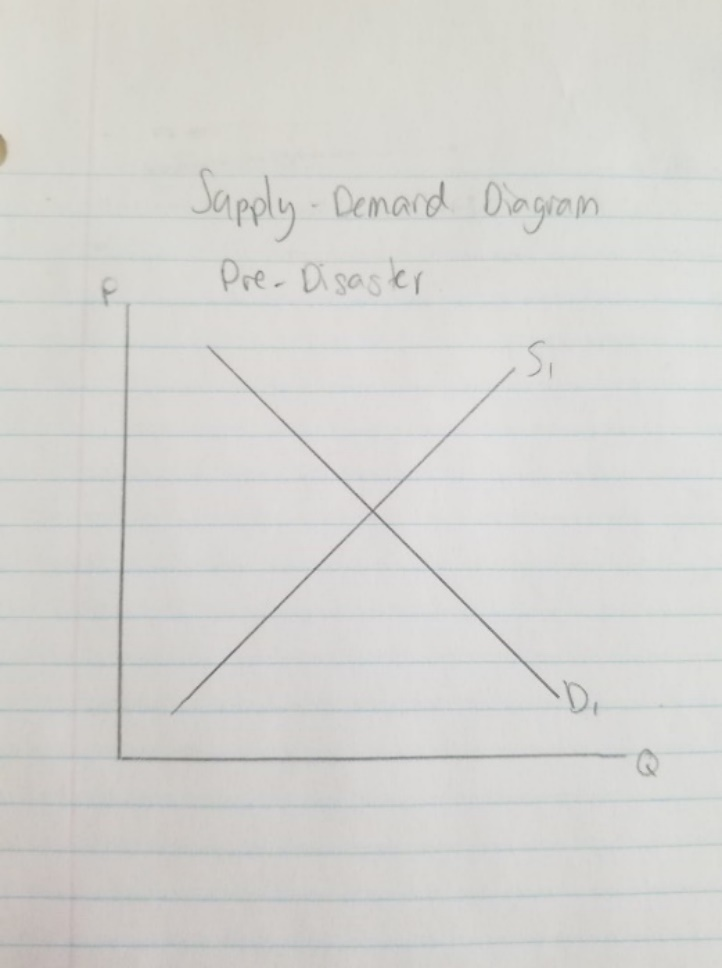 Supply-Demand Diagram
Pre-Disaster
P
S₁
D₁
Q